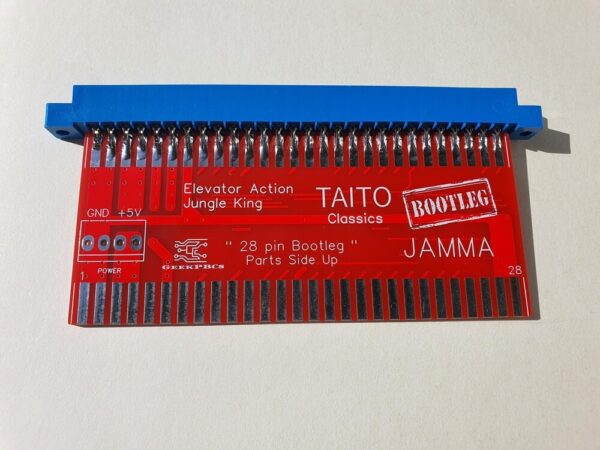 Elevator Action
Jungle King
TAITO
Classics
BOOTLEG
GND +5V
POWER
GEEKPBCS
" 28 pin Bootleg "
Parts Side Up
JAMMA
1
28